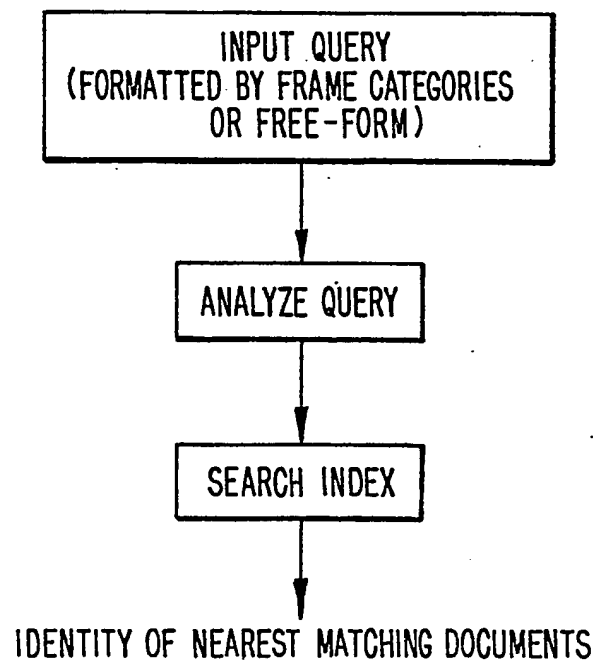 INPUT QUERY
(FORMATTED BY FRAME CATEGORIES
OR FREE-FORM)
ANALYZE QUERY
SEARCH INDEX
IDENTITY OF NEAREST MATCHING DOCUMENTS